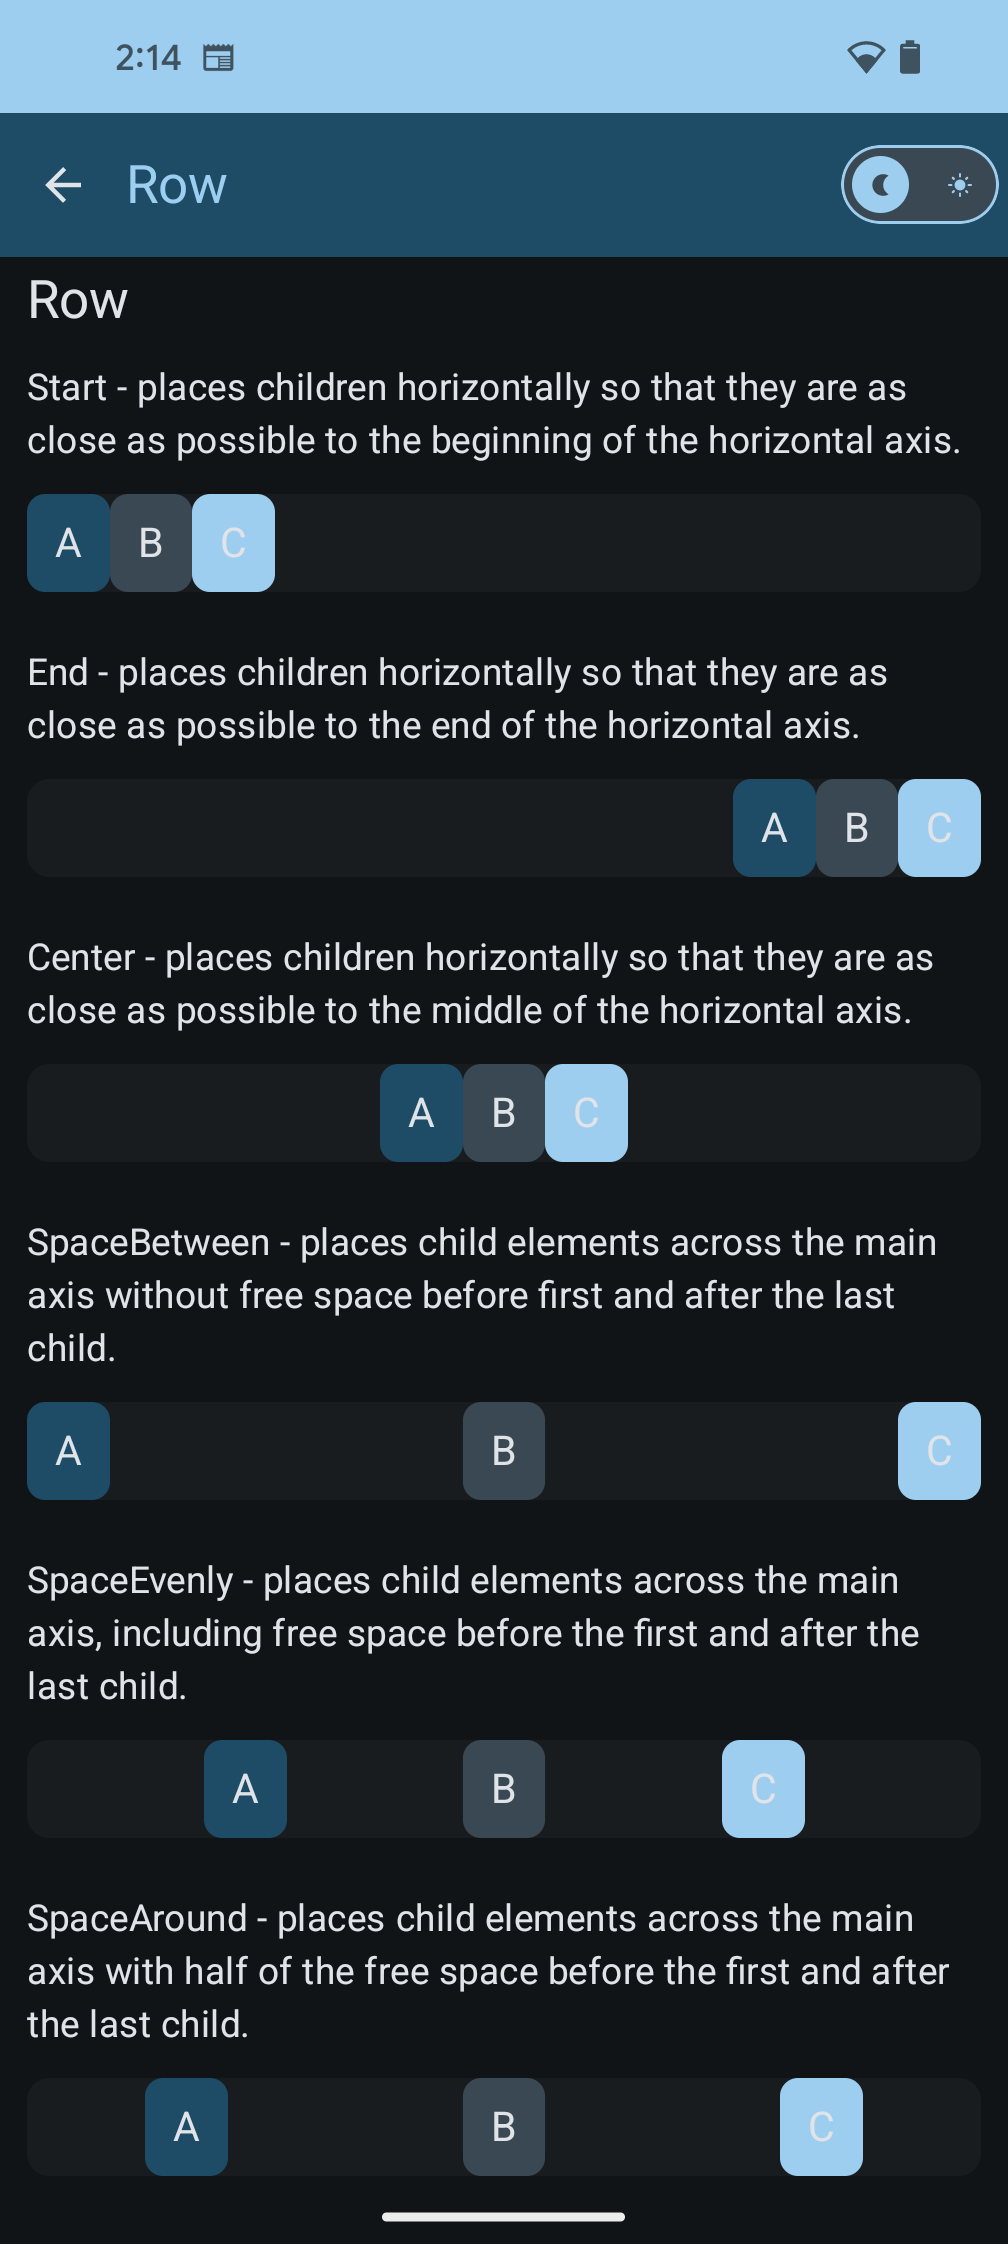 2:14
Row
Row
Start - places children horizontally so that they are as
close as possible to the beginning of the horizontal axis.
A B C
End - places children horizontally so that they are as
close as possible to the end of the horizontal axis.
A B C
Center - places children horizontally so that they are as
close as possible to the middle of the horizontal axis.
A B C
SpaceBetween - places child elements across the main
axis without free space before first and after the last
child.
A B C
SpaceEvenly - places child elements across the main
axis, including free space before the first and after the
last child.
A B C
SpaceAround - places child elements across the main
axis with half of the free space before the first and after
the last child.
A B C